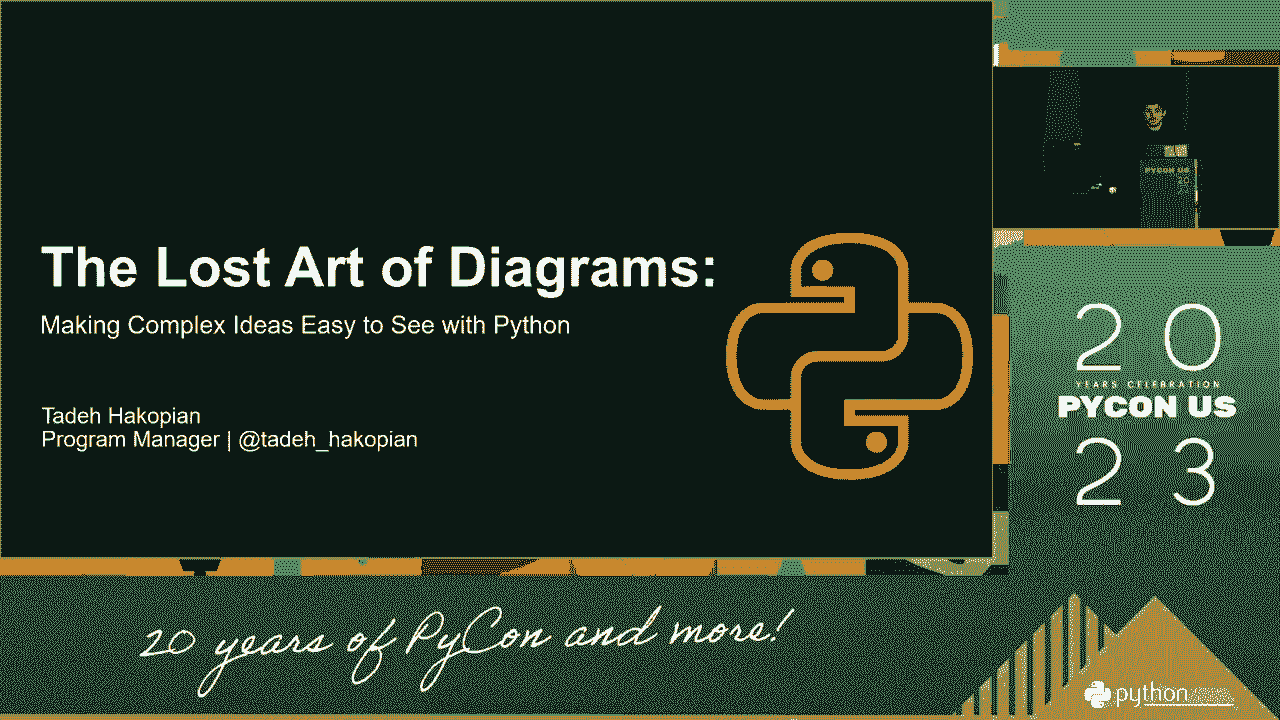 The Lost Art of Diagrams:
Making Complex Ideas Easy to See with Python
Tadeh Hakopian
Program Manager | @tadeh_hakopian
PYCON US
20
20
YEARS CELEBRATION
PYCON US
23
20 years of PyCon and more!
python